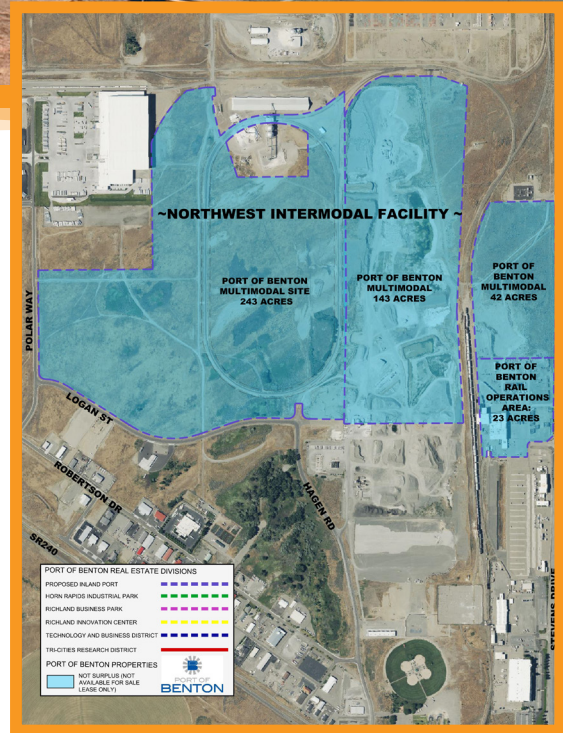 ~NORTHWEST INTERMODAL FACILITY ~
PORT OF BENTON
MULTIMODAL SITE
243 ACRES
PORT OF BENTON
MULTIMODAL
143 ACRES
PORT OF
BENTON
MULTIMODAL
42 ACRES
PORT OF
BENTON
RAIL
OPERATIONS
AREA:
23 ACRES
POLAR WAY
LOGAN ST
ROBERTSON DR
HAGEN RD
SR240
STEVENS DRIVE
PORT OF BENTON REAL ESTATE DIVISIONS
PROPOSED INLAND PORT
HORN RAPIDS INDUSTRIAL PARK
RICHLAND BUSINESS PARK
RICHLAND INNOVATION CENTER
TECHNOLOGY AND BUSINESS DISTRICT
TRI-CITIES RESEARCH DISTRICT
PORT OF BENTON PROPERTIES
NOT SURPLUS (NOT
AVAILABLE FOR SALE
LEASE ONLY)
PORT OF
BENTON